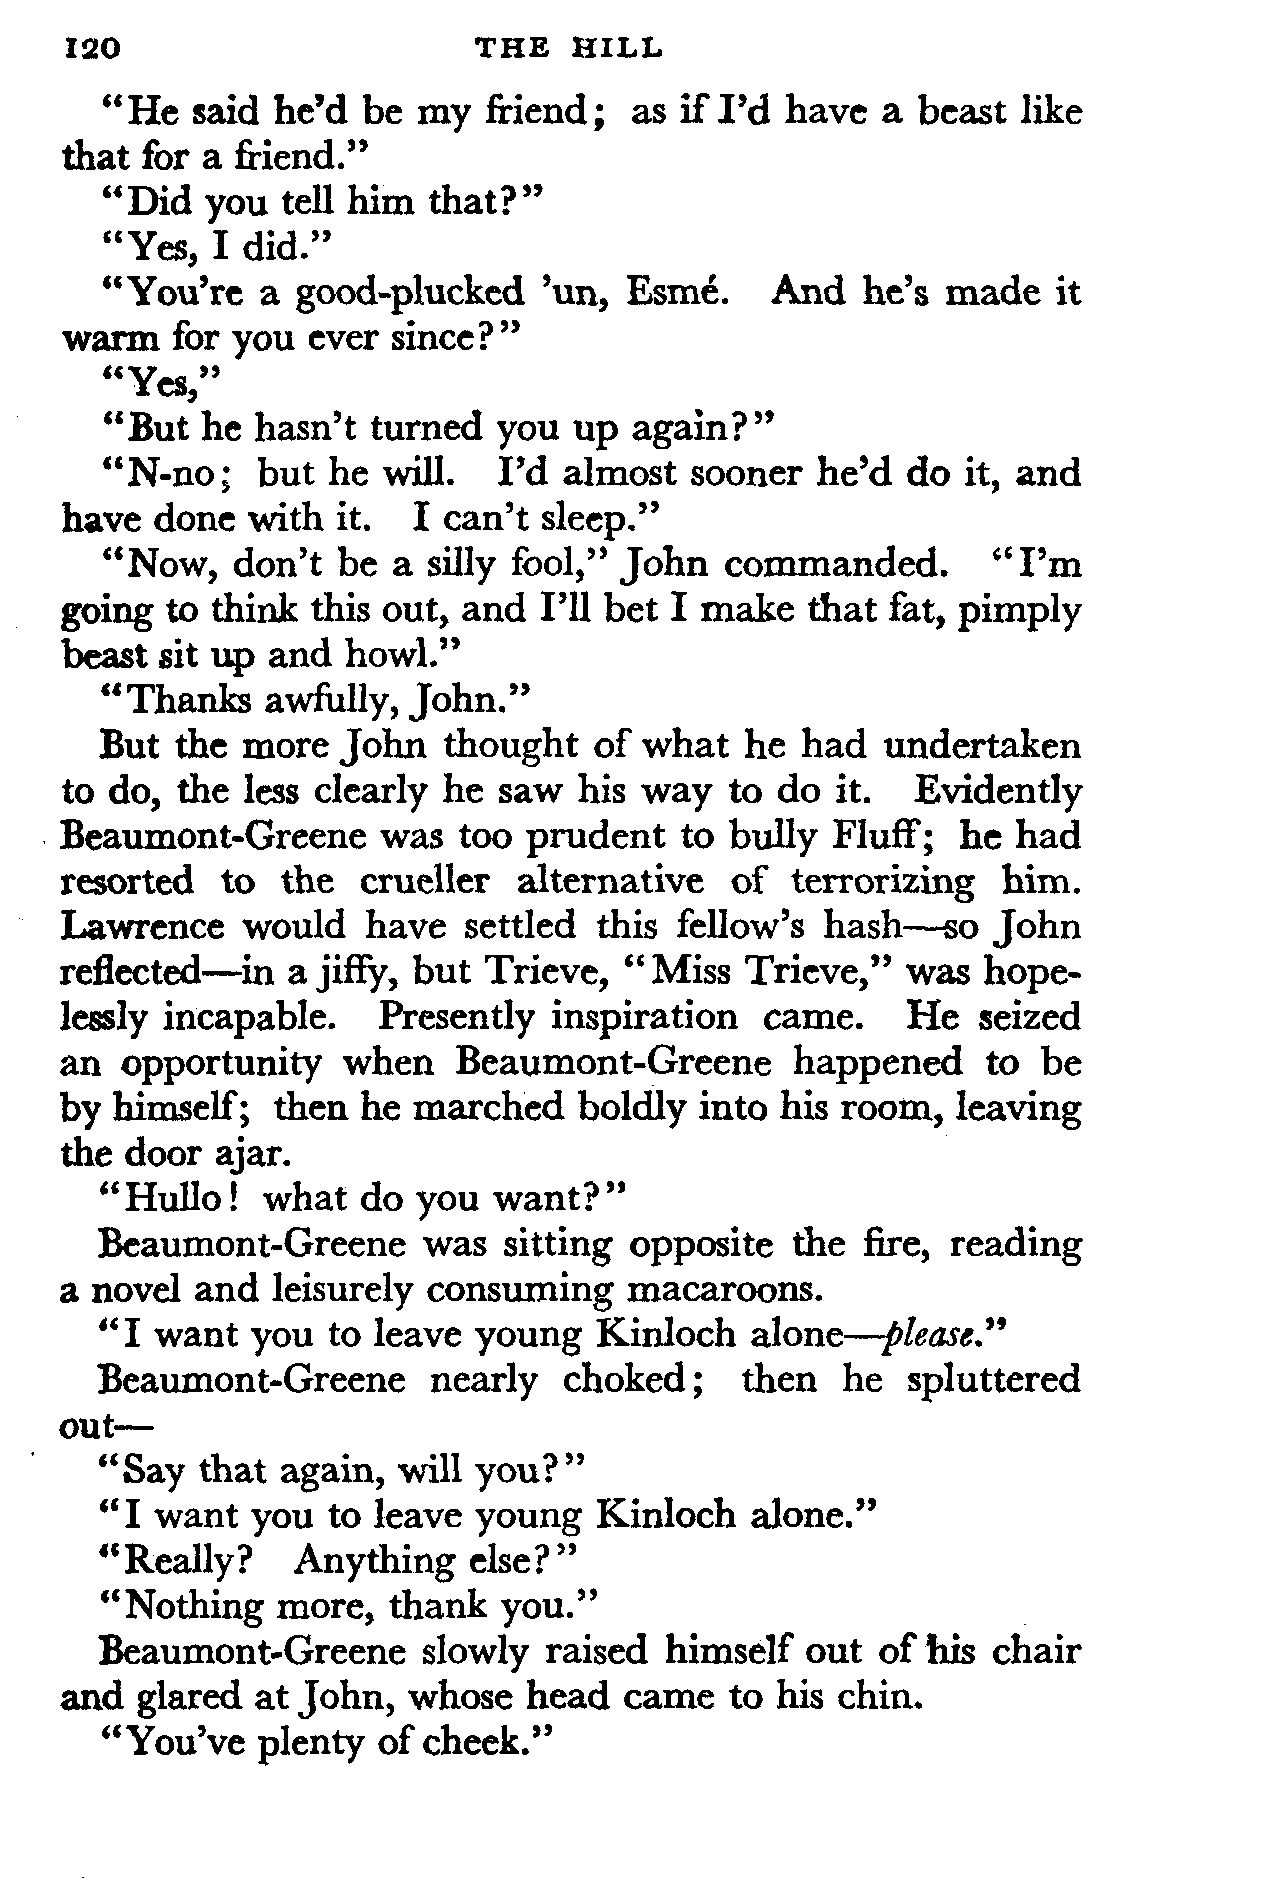 120 THE HILL
“He said he’d be my friend; as if I’d have a beast like
that for a friend.”
“Did you tell him that?”
“Yes, I did.”
“You’re a good-plucked ’un, Esmé. And he’s made it
warm for you ever since?”
“Yes,”
“But he hasn’t turned you up again?”
“N-no; but he will. I’d almost sooner he’d do it, and
have done with it. I can’t sleep.”
“Now, don’t be a silly fool,” John commanded. “I’m
going to think this out, and I’ll bet I make that fat, pimply
beast sit up and howl.”
“Thanks awfully, John.”
But the more John thought of what he had undertaken
to do, the less clearly he saw his way to do it. Evidently
Beaumont-Greene was too prudent to bully Fluff; he had
resorted to the crueller alternative of terrorizing him.
Lawrence would have settled this fellow’s hash—so John
reflected—in a jiffy, but Trieve, “Miss Trieve,” was hope-
lessly incapable. Presently inspiration came. He seized
an opportunity when Beaumont-Greene happened to be
by himself; then he marched boldly into his room, leaving
the door ajar.
“Hullo! what do you want?”
Beaumont-Greene was sitting opposite the fire, reading
a novel and leisurely consuming macaroons.
“I want you to leave young Kinloch alone—please.”
Beaumont-Greene nearly choked; then he spluttered
out—
“Say that again, will you?”
“I want you to leave young Kinloch alone.”
“Really? Anything else?”
“Nothing more, thank you.”
Beaumont-Greene slowly raised himself out of his chair
and glared at John, whose head came to his chin.
“You’ve plenty of cheek.”